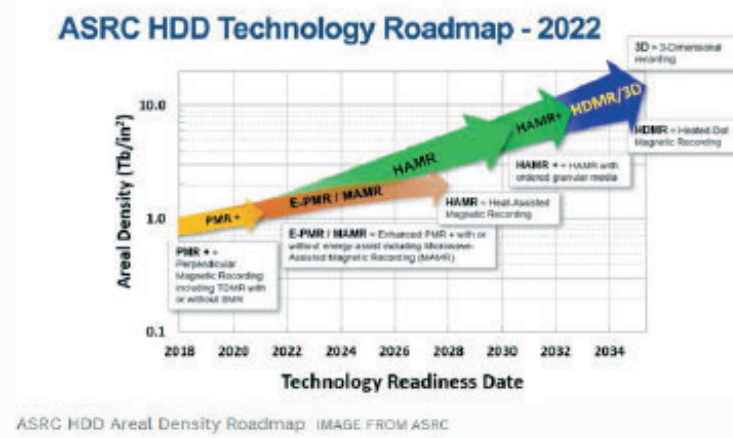 ASRC HDD Technology Roadmap - 2022
3D = 3-Dimensional
recording
Areal Density (Tb/in²)
10.0
1.0
0.1
PMR +
E-PMR / MAMR
HAMR
HAMR+
HDMR/3D
HDMR = Heated-Dot
Magnetic Recording
HAMR + = HAMR with
ordered granular media
HAMR = Heat-Assisted
Magnetic Recording
E-PMR / MAMR = Enhanced PMR + with or
without energy assist including Microwave-
Assisted Magnetic Recording (MAMR)
PMR + =
Perpendicular
Magnetic Recording
including TDMR with
or without SMR
2018 2020 2022 2024 2026 2028 2030 2032 2034
Technology Readiness Date
ASRC HDD Areal Density Roadmap IMAGE FROM ASRC